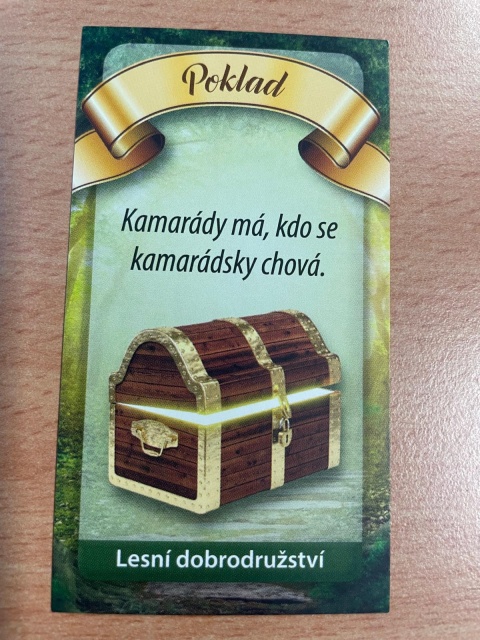 Poklad
Kamarády má, kdo se
kamarádsky chová.
Lesní dobrodružství